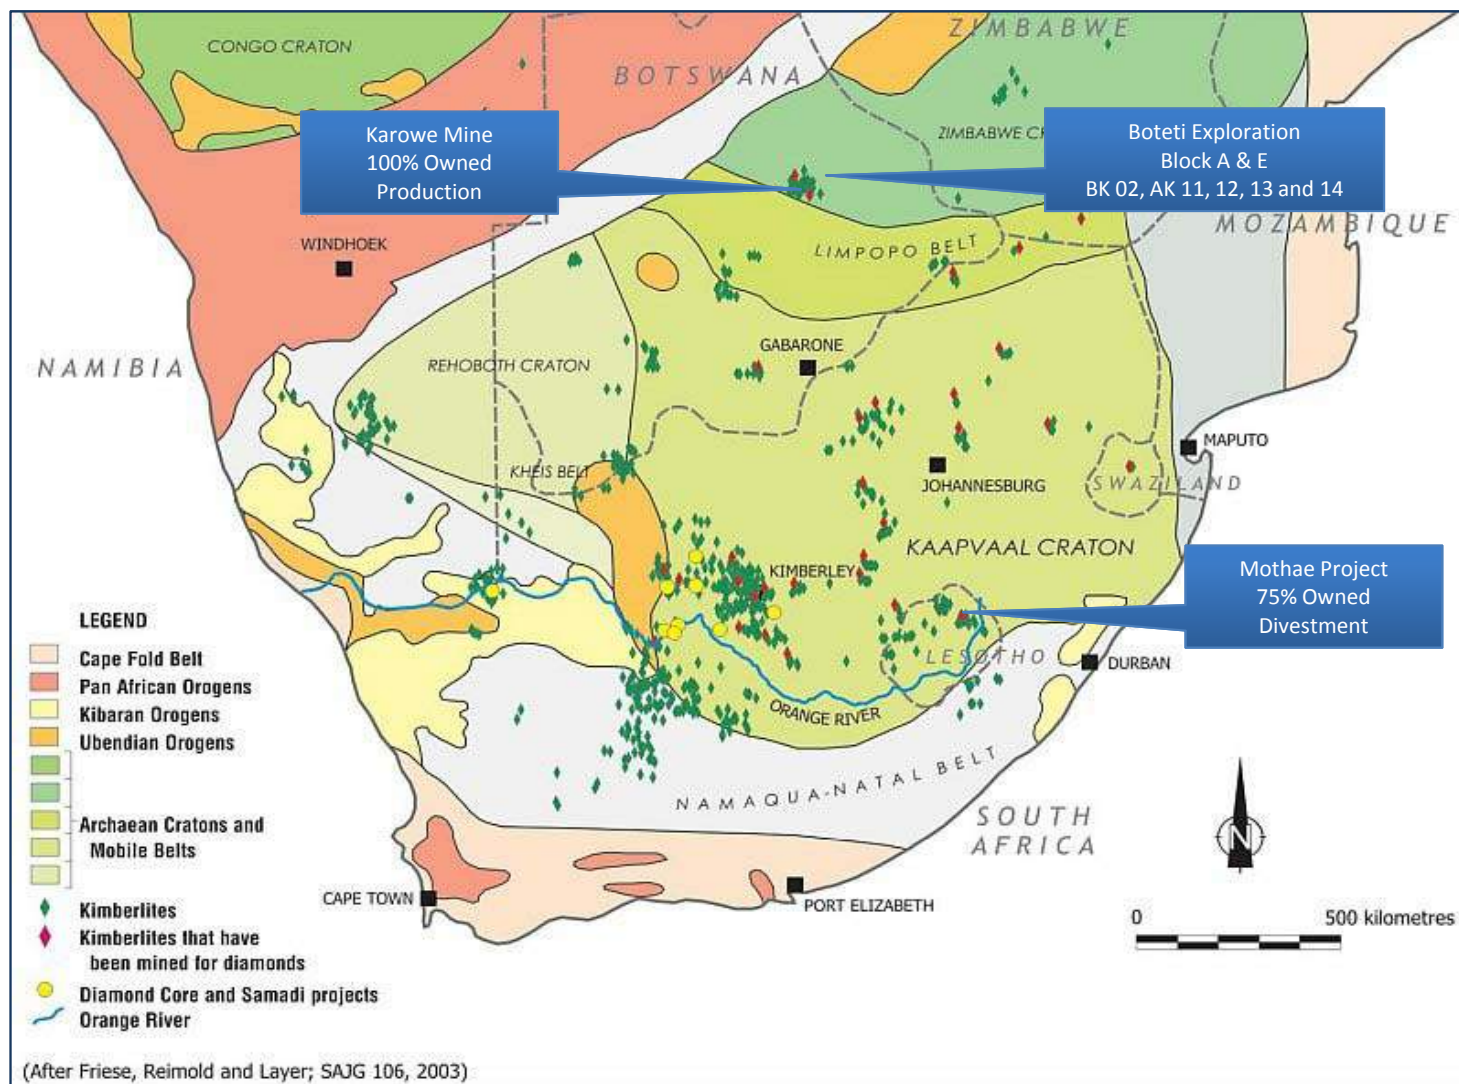 CONGO CRATON
ZIMBABWE
BOTSWANA
Karowe Mine
100% Owned
Production
ZIMBABWE CR
Boteti Exploration
Block A & E
BK 02, AK 11, 12, 13 and 14
MOZAMBIQUE
WINDHOEK
LIMPOPO BELT
NAMIBIA
REHOBOTH CRATON
GABARONE
MAPUTO
KHEIS BELT
JOHANNESBURG
SWAZILAND
KAAPVAAL CRATON
KIMBERLEY
Mothae Project
75% Owned
Divestment
LESOTHO
DURBAN
ORANGE RIVER
NAMAQUA-NATAL BELT
SOUTH
AFRICA
N
CAPE TOWN
PORT ELIZABETH
0 500 kilometres
LEGEND
Cape Fold Belt
Pan African Orogens
Kibaran Orogens
Ubendian Orogens
Archaean Cratons and
Mobile Belts
Kimberlites
Kimberlites that have
been mined for diamonds
Diamond Core and Samadi projects
Orange River
(After Friese, Reimold and Layer; SAJG 106, 2003)